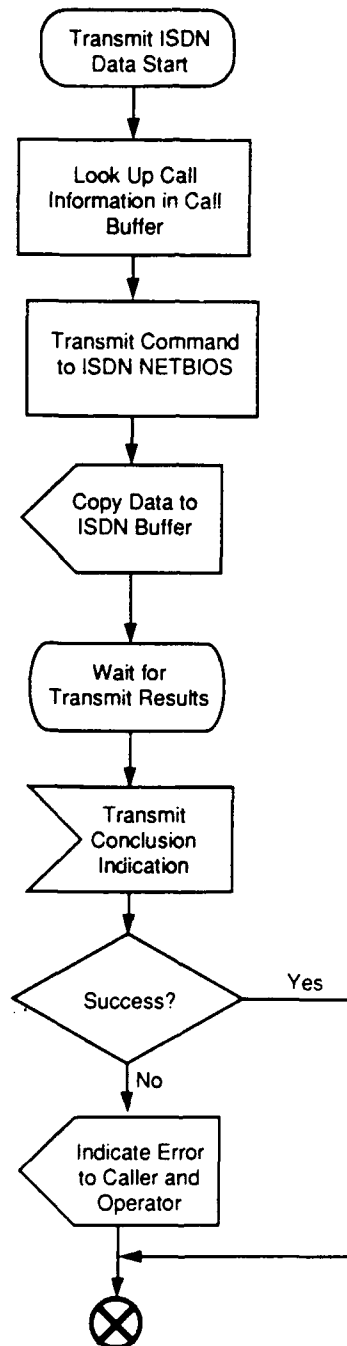 Transmit ISDN
Data Start
Look Up Call
Information in Call
Buffer
Transmit Command
to ISDN NETBIOS
Copy Data to
ISDN Buffer
Wait for
Transmit Results
Transmit
Conclusion
Indication
Success?
Yes
No
Indicate Error
to Caller and
Operator